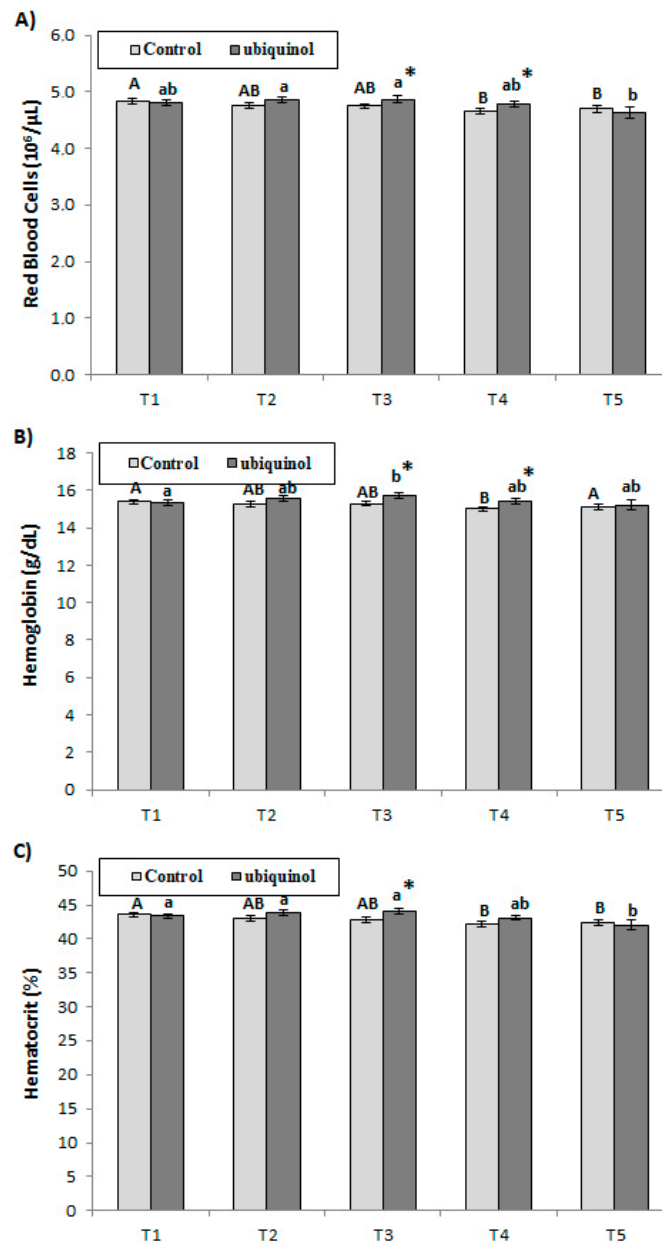 A)
6.0
5.0
4.0
3.0
2.0
1.0
0.0
Red Blood Cells (10⁶/µL)
Control ubiquinol
A ab AB a AB a * B ab * B b
T1 T2 T3 T4 T5
B)
18
16
14
12
10
8
6
4
2
0
Hemoglobin (g/dL)
Control ubiquinol
A a AB ab AB b * B ab * A ab
T1 T2 T3 T4 T5
C)
50
45
40
35
30
25
20
15
10
5
0
Hematocrit (%)
Control ubiquinol
A a AB a AB a * B ab B b
T1 T2 T3 T4 T5